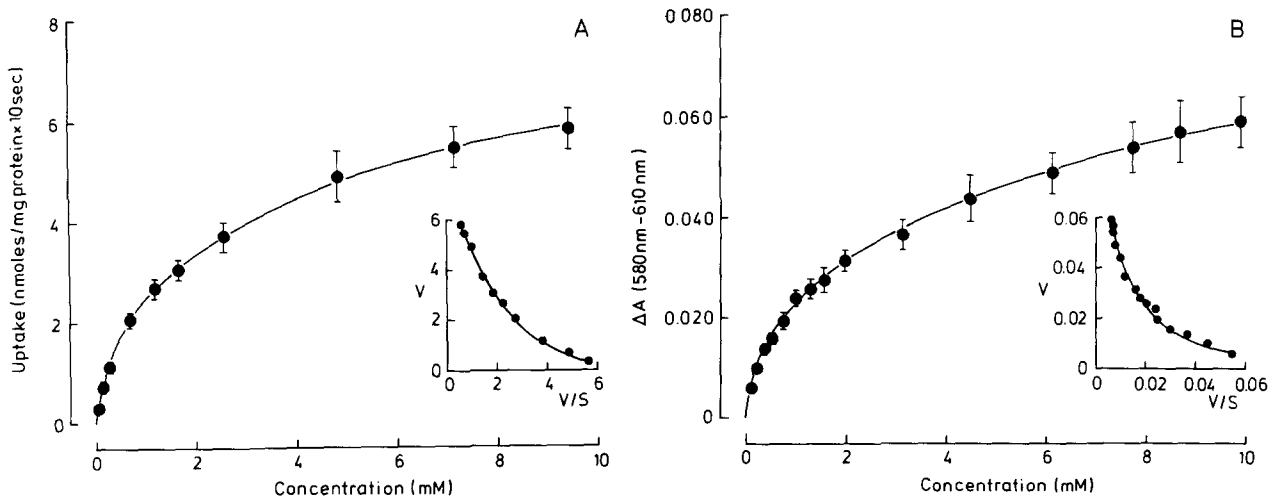 A
Uptake (nmoles/mg protein×10sec)
8
6
4
2
0
0 2 4 6 8 10
Concentration (mM)
V
6
4
2
0
0 2 4 6
V/S
B
ΔA (580nm-610nm)
0.080
0.060
0.040
0.020
0
0 2 4 6 8 10
Concentration (mM)
V
0.06
0.04
0.02
0
0 0.02 0.04 0.06
V/S